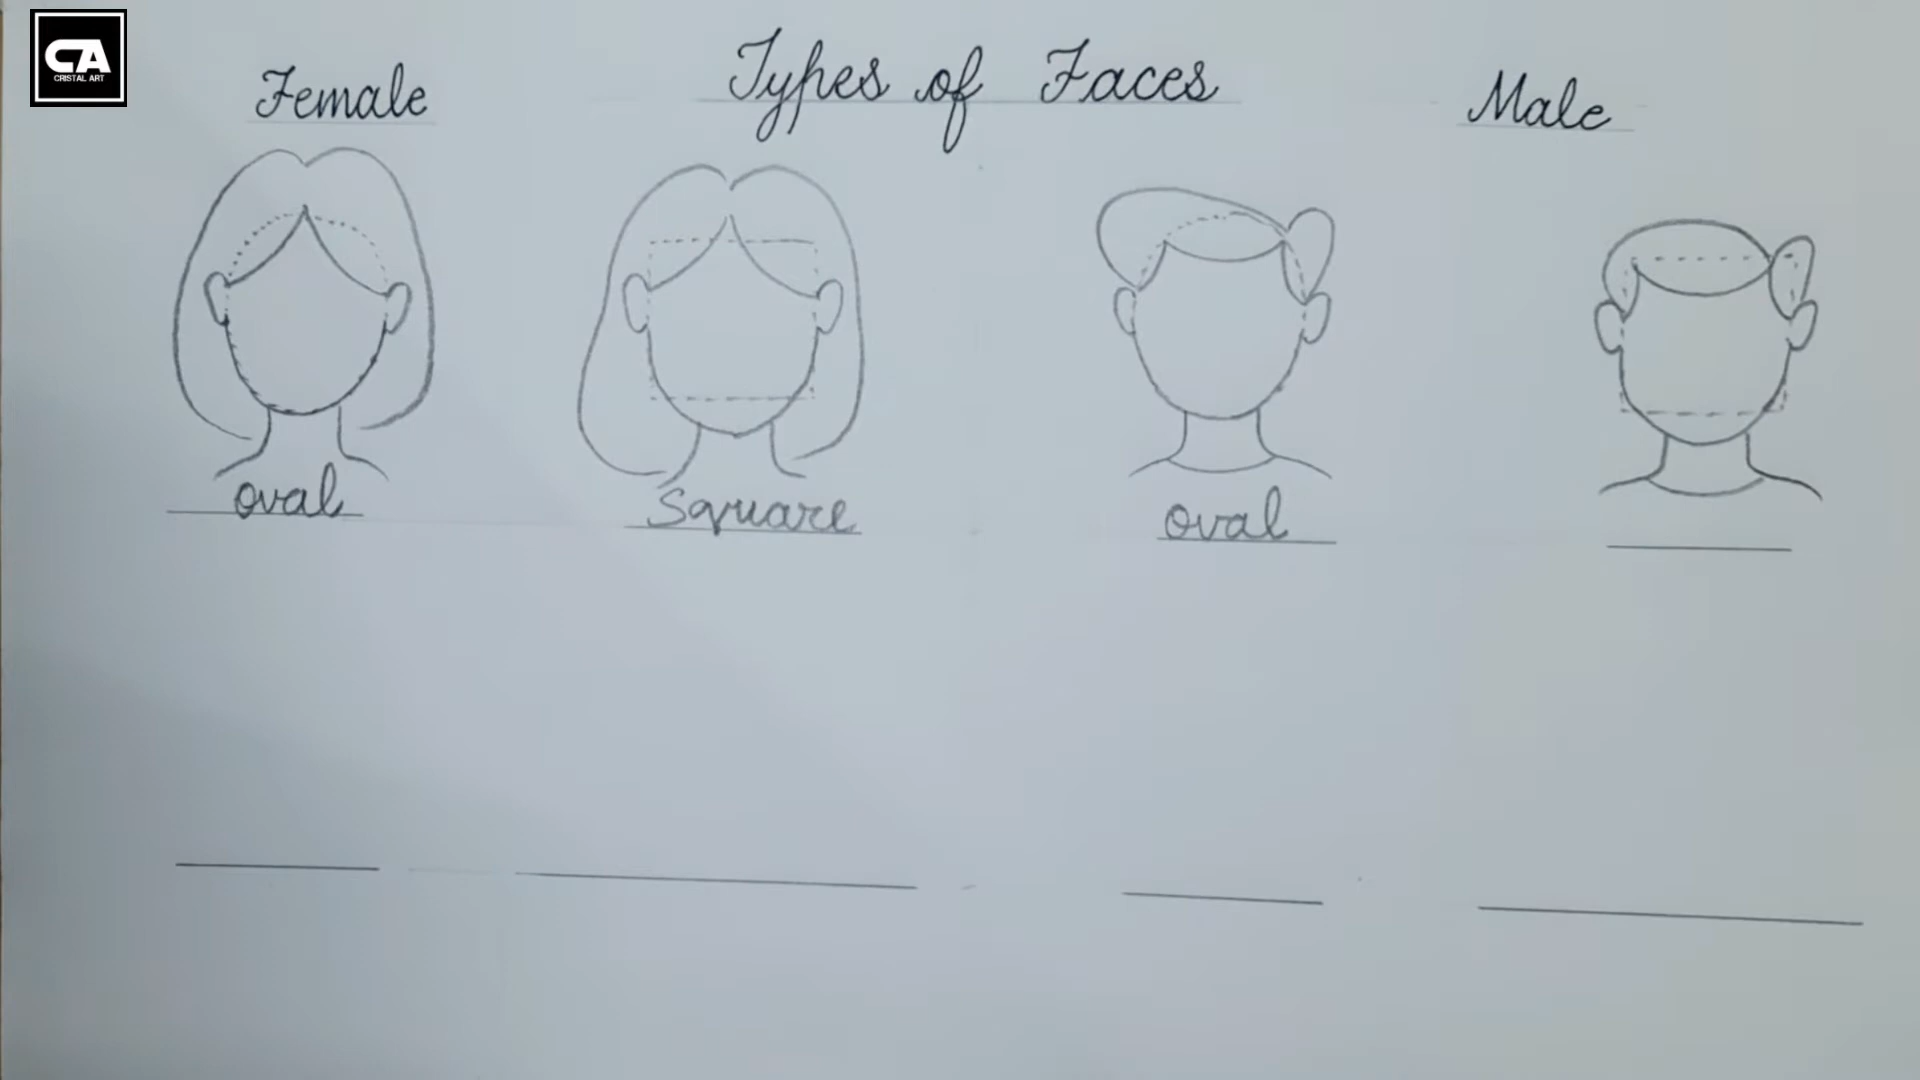 CA
CRISTAL ART
Types of Faces
Female
Male
oval
Square
oval